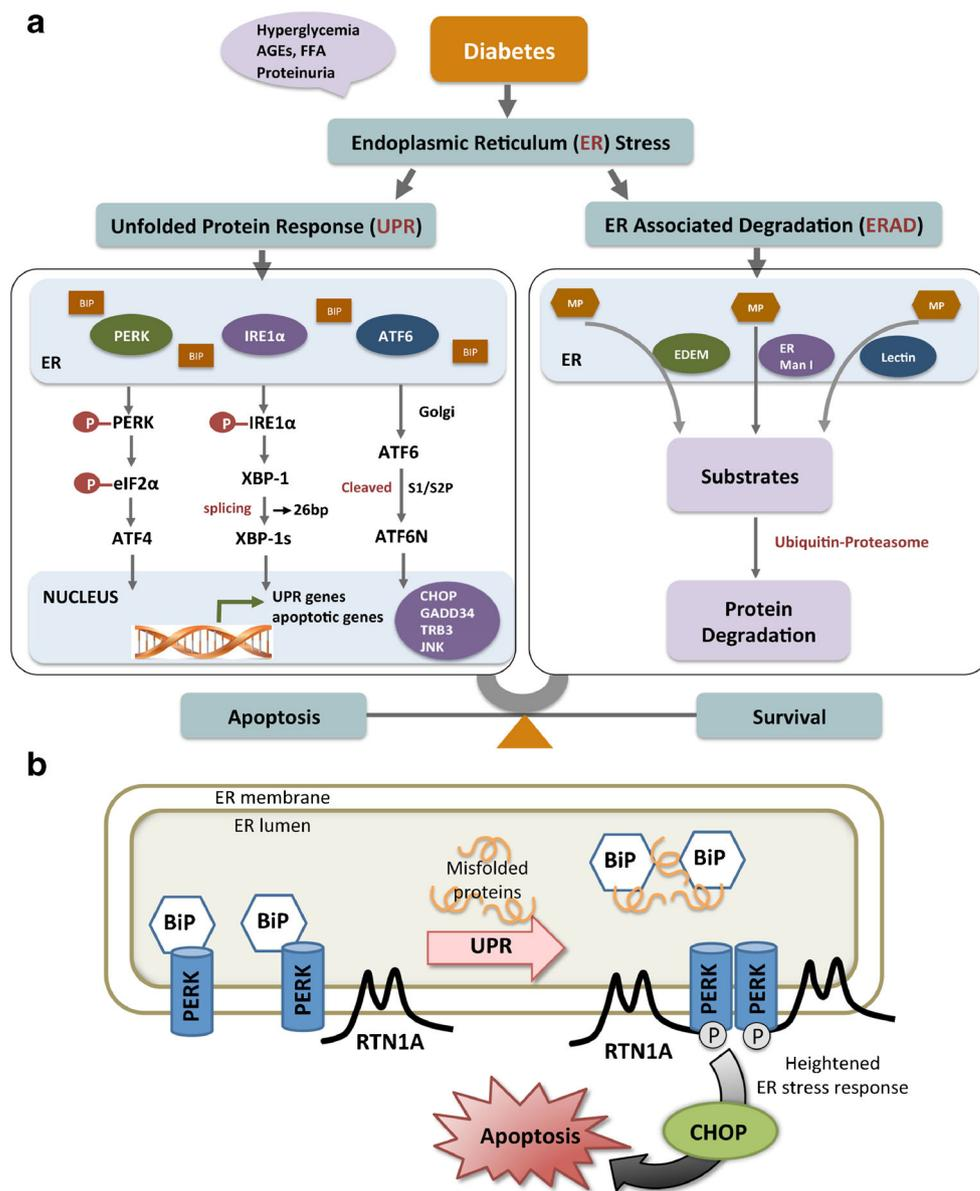 a
Hyperglycemia
AGEs, FFA
Proteinuria
Diabetes
Endoplasmic Reticulum (ER) Stress
Unfolded Protein Response (UPR)
ER Associated Degradation (ERAD)
BIP
PERK
BIP
IRE1α
BIP
ATF6
BIP
ER
P
PERK
P
eIF2α
ATF4
P
IRE1α
XBP-1
splicing
26bp
XBP-1s
Golgi
ATF6
Cleaved
S1/S2P
ATF6N
NUCLEUS
UPR genes
apoptotic genes
CHOP
GADD34
TRB3
JNK
MP
MP
MP
ER
EDEM
ER
Man I
Lectin
Substrates
Ubiquitin-Proteasome
Protein
Degradation
Apoptosis
Survival
b
ER membrane
ER lumen
BiP
PERK
BiP
PERK
RTN1A
Misfolded
proteins
UPR
BiP
BiP
RTN1A
PERK
PERK
P
P
Heightened
ER stress response
CHOP
Apoptosis